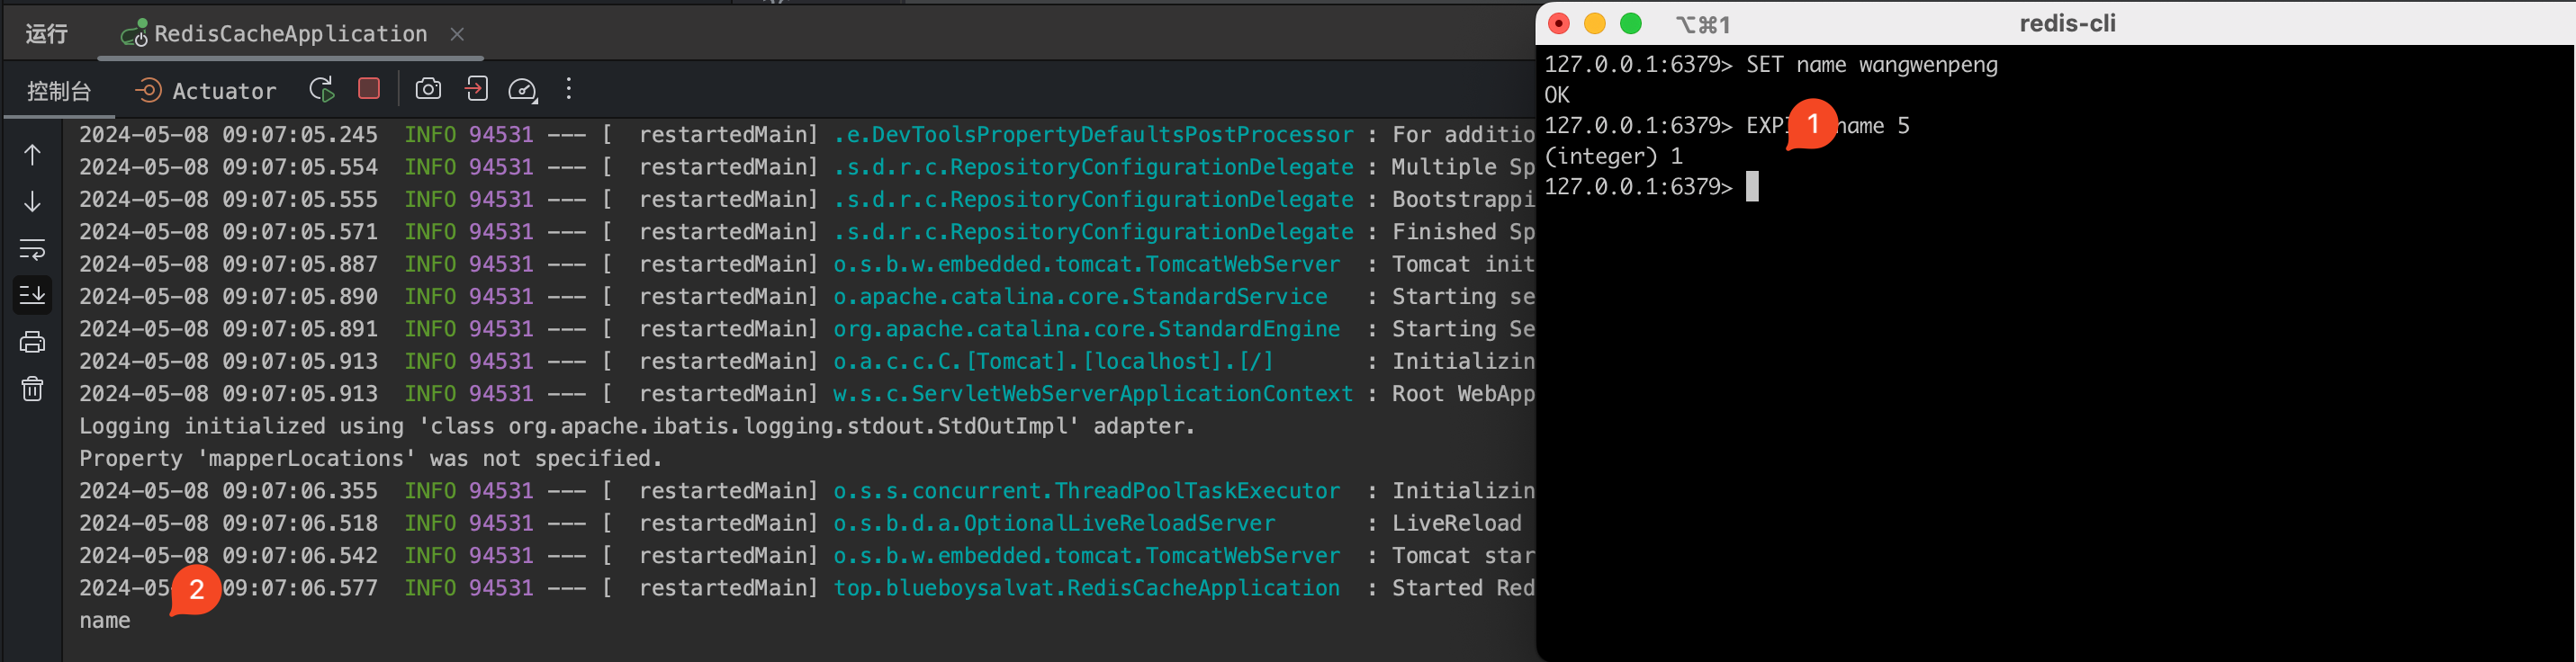 运行 RedisCacheApplication
控制台 Actuator
2024-05-08 09:07:05.245 INFO 94531 --- [ restartedMain] .e.DevToolsPropertyDefaultsPostProcessor : For additio
2024-05-08 09:07:05.554 INFO 94531 --- [ restartedMain] .s.d.r.c.RepositoryConfigurationDelegate : Multiple Sp
2024-05-08 09:07:05.555 INFO 94531 --- [ restartedMain] .s.d.r.c.RepositoryConfigurationDelegate : Bootstrappi
2024-05-08 09:07:05.571 INFO 94531 --- [ restartedMain] .s.d.r.c.RepositoryConfigurationDelegate : Finished Sp
2024-05-08 09:07:05.887 INFO 94531 --- [ restartedMain] o.s.b.w.embedded.tomcat.TomcatWebServer : Tomcat init
2024-05-08 09:07:05.890 INFO 94531 --- [ restartedMain] o.apache.catalina.core.StandardService : Starting se
2024-05-08 09:07:05.891 INFO 94531 --- [ restartedMain] org.apache.catalina.core.StandardEngine : Starting Se
2024-05-08 09:07:05.913 INFO 94531 --- [ restartedMain] o.a.c.c.C.[Tomcat].[localhost].[/] : Initializin
2024-05-08 09:07:05.913 INFO 94531 --- [ restartedMain] w.s.c.ServletWebServerApplicationContext : Root WebApp
Logging initialized using 'class org.apache.ibatis.logging.stdout.StdOutImpl' adapter.
Property 'mapperLocations' was not specified.
2024-05-08 09:07:06.355 INFO 94531 --- [ restartedMain] o.s.s.concurrent.ThreadPoolTaskExecutor : Initializin
2024-05-08 09:07:06.518 INFO 94531 --- [ restartedMain] o.s.b.d.a.OptionalLiveReloadServer : LiveReload
2024-05-08 09:07:06.542 INFO 94531 --- [ restartedMain] o.s.b.w.embedded.tomcat.TomcatWebServer : Tomcat star
2024-05- 2 09:07:06.577 INFO 94531 --- [ restartedMain] top.blueboysalvat.RedisCacheApplication : Started Red
name
⌥⌘1 redis-cli
127.0.0.1:6379> SET name wangwenpeng
OK
127.0.0.1:6379> 1 name 5
(integer) 1
127.0.0.1:6379>